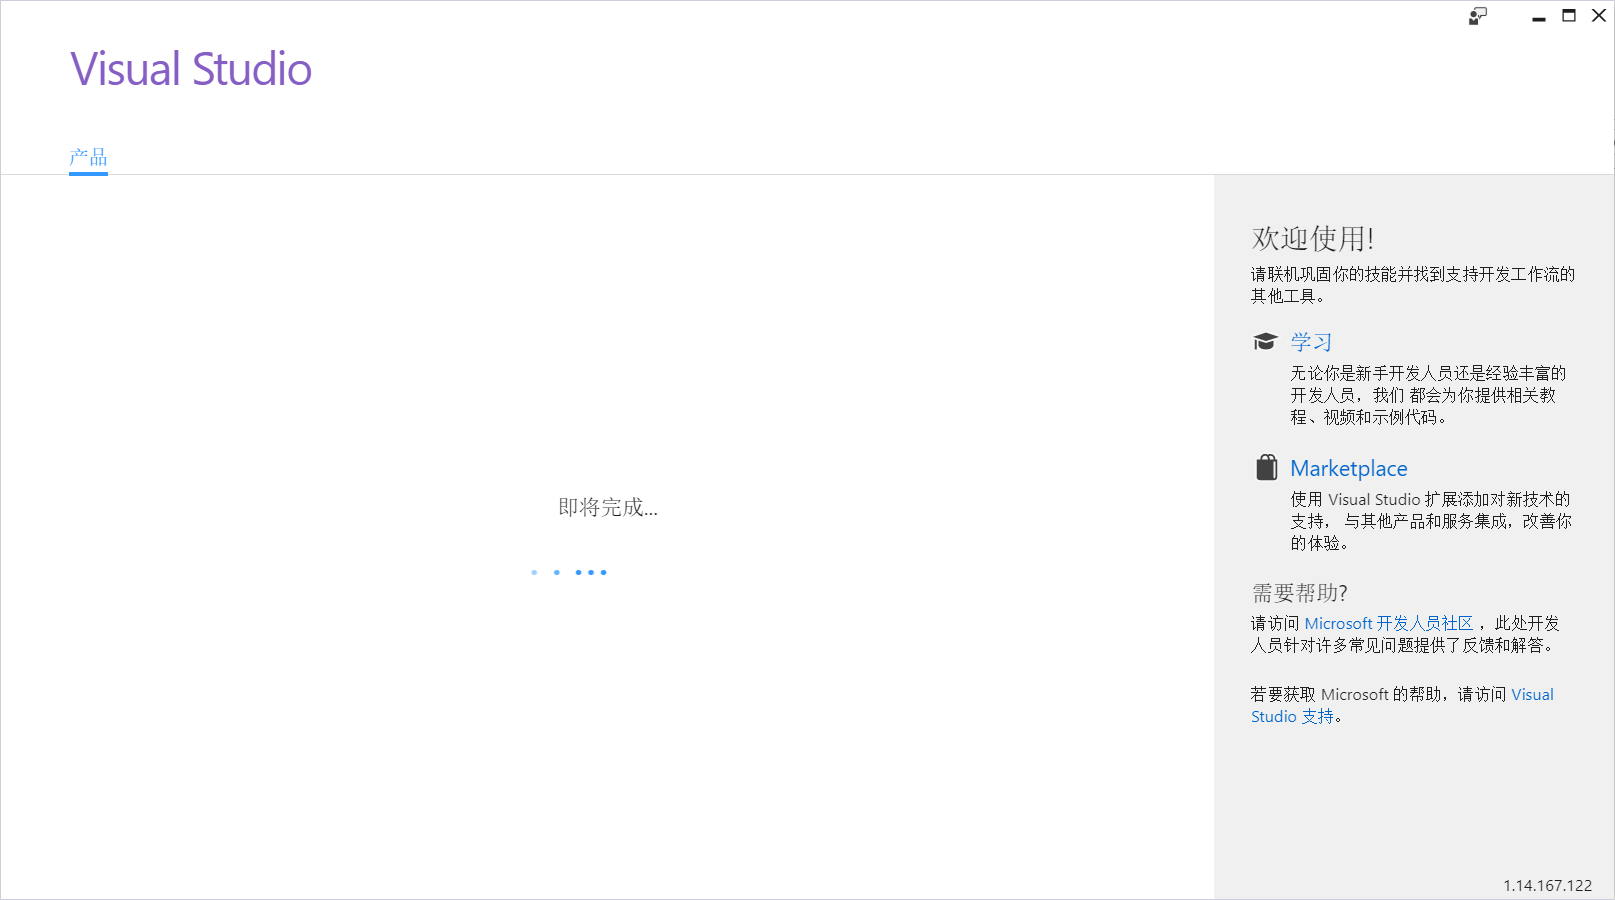 Visual Studio
产品
即将完成...
欢迎使用!
请联机巩固你的技能并找到支持开发工作流的
其他工具。
学习
无论你是新手开发人员还是经验丰富的
开发人员，我们 都会为你提供相关教
程、视频和示例代码。
Marketplace
使用 Visual Studio 扩展添加对新技术的
支持， 与其他产品和服务集成，改善你
的体验。
需要帮助?
请访问 Microsoft 开发人员社区 ，此处开发
人员针对许多常见问题提供了反馈和解答。
若要获取 Microsoft 的帮助，请访问 Visual
Studio 支持。
1.14.167.122